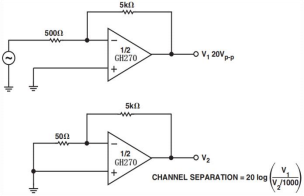 5kΩ
500Ω
1/2
GH270
V1 20Vp-p
5kΩ
50Ω
1/2
GH270
V2
CHANNEL SEPARATION = 20 log (V1 / V2/1000)